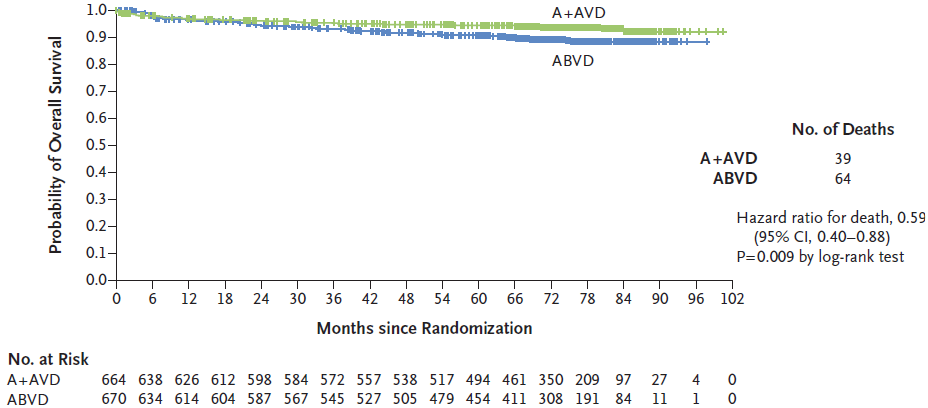 Probability of Overall Survival
1.0
0.9
0.8
0.7
0.6
0.5
0.4
0.3
0.2
0.1
0.0
A+AVD
ABVD
0 6 12 18 24 30 36 42 48 54 60 66 72 78 84 90 96 102
Months since Randomization
No. of Deaths
A+AVD 39
ABVD 64
Hazard ratio for death, 0.59
(95% CI, 0.40–0.88)
P=0.009 by log-rank test
No. at Risk
A+AVD 664 638 626 612 598 584 572 557 538 517 494 461 350 209 97 27 4 0
ABVD 670 634 614 604 587 567 545 527 505 479 454 411 308 191 84 11 1 0